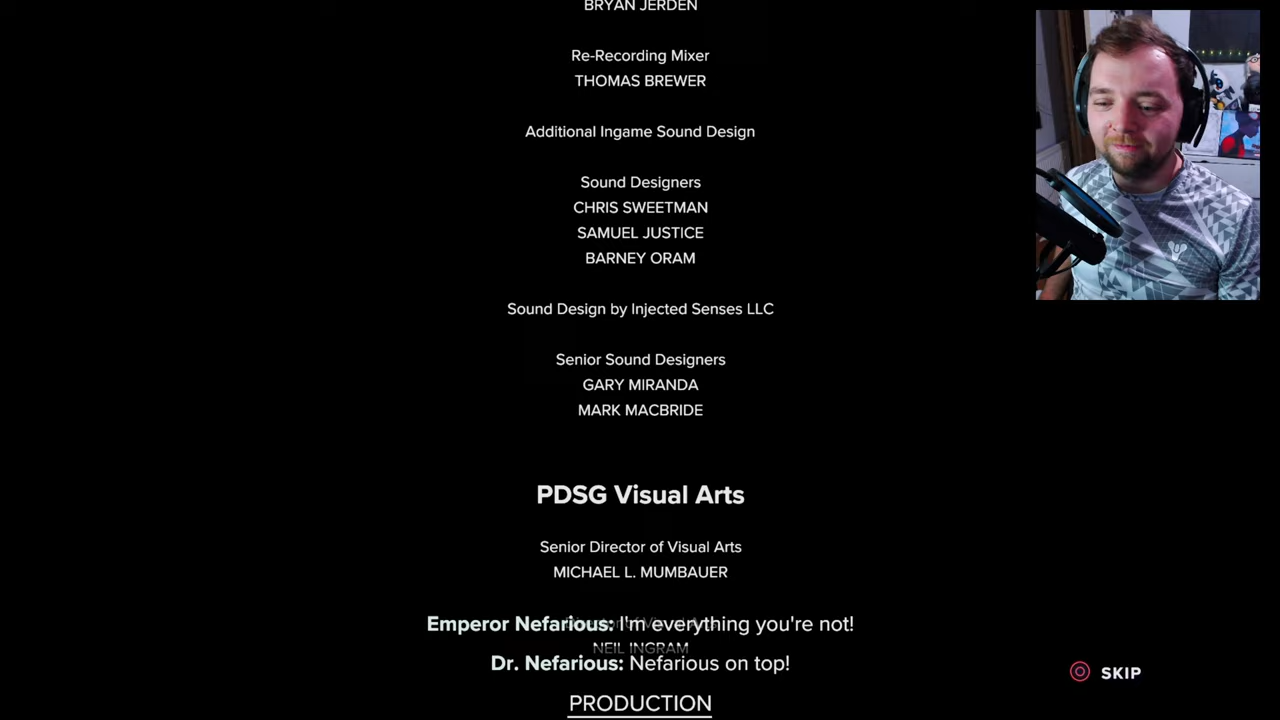 BRYAN JERDEN
Re-Recording Mixer
THOMAS BREWER
Additional Ingame Sound Design
Sound Designers
CHRIS SWEETMAN
SAMUEL JUSTICE
BARNEY ORAM
Sound Design by Injected Senses LLC
Senior Sound Designers
GARY MIRANDA
MARK MACBRIDE
PDSG Visual Arts
Senior Director of Visual Arts
MICHAEL L. MUMBAUER
Emperor Nefarious: I'm everything you're not!
NEIL INGRAM
Dr. Nefarious: Nefarious on top!
SKIP
PRODUCTION